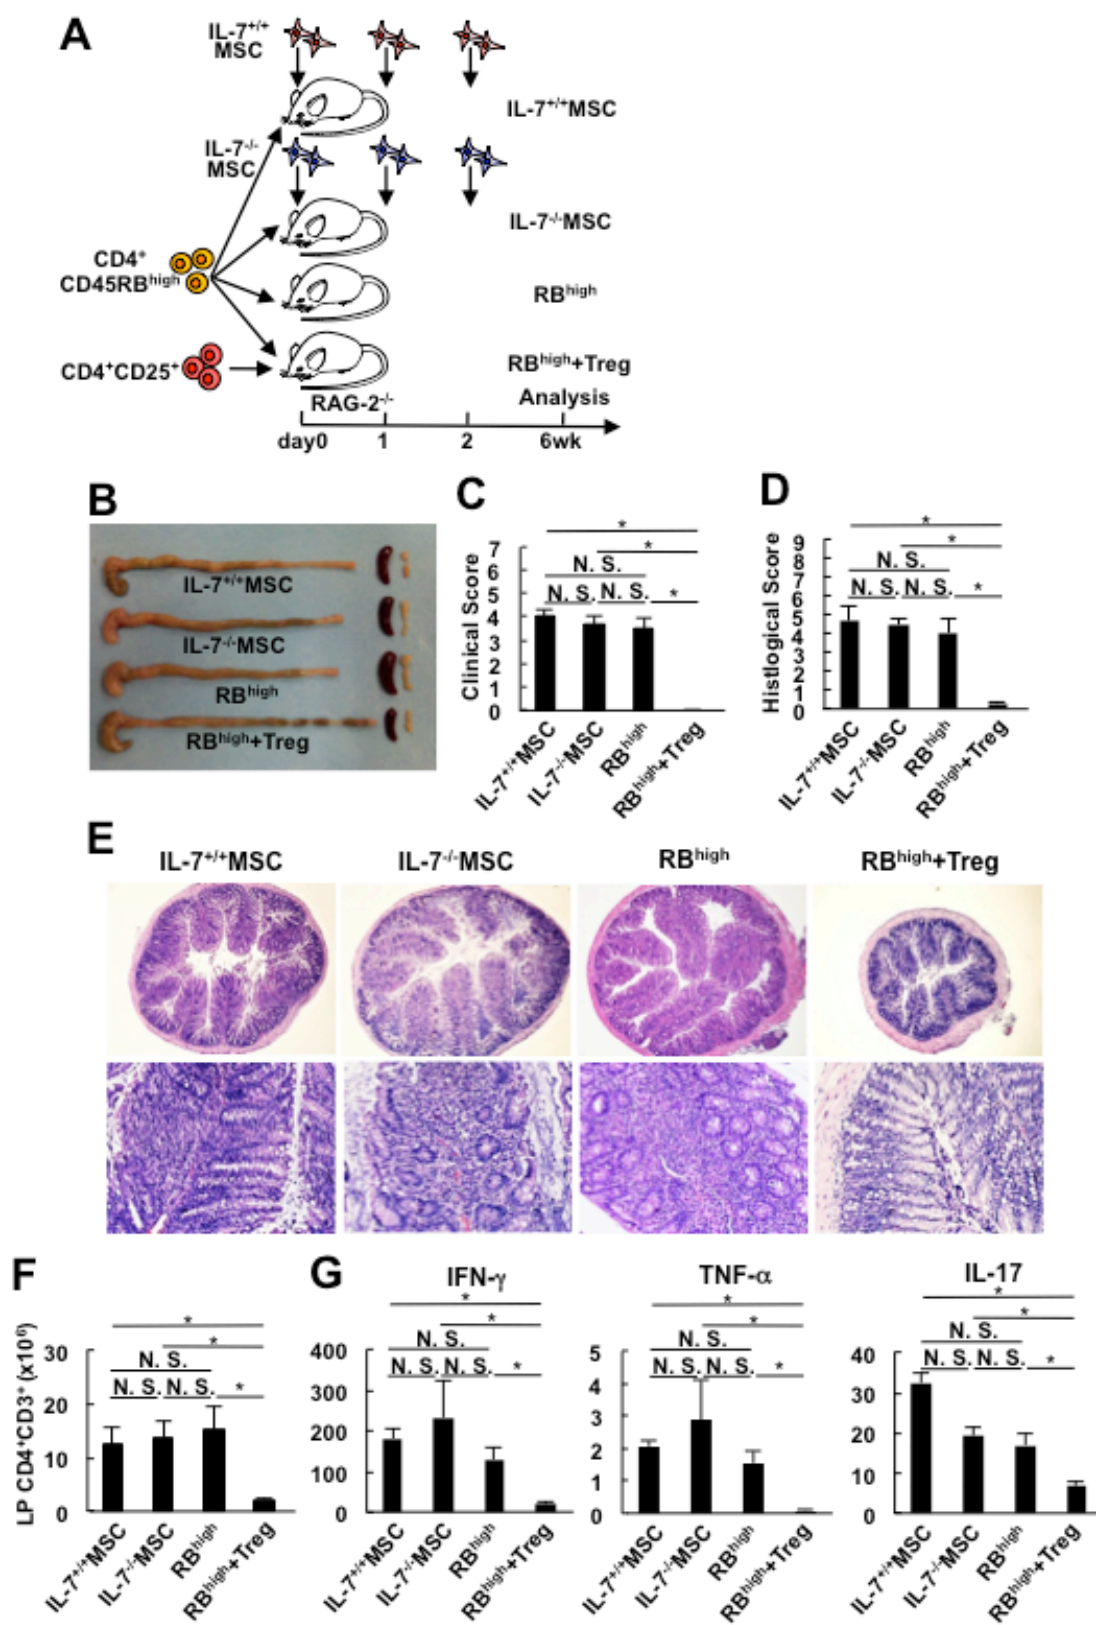 A
IL-7+/+
MSC
IL-7+/+MSC
IL-7-/-
MSC
IL-7-/-MSC
CD4+
CD45RBhigh
RBhigh
CD4+CD25+
RBhigh+Treg
RAG-2-/-
Analysis
day0 1 2 6wk
B
IL-7+/+MSC
IL-7-/-MSC
RBhigh
RBhigh+Treg
C
Clinical Score
*
*
N. S.
N. S. N. S. *
7
6
5
4
3
2
1
0
IL-7+/+MSC
IL-7-/-MSC
RBhigh
RBhigh+Treg
D
Histlogical Score
*
*
N. S.
N. S. N. S. *
9
8
7
6
5
4
3
2
1
0
IL-7+/+MSC
IL-7-/-MSC
RBhigh
RBhigh+Treg
E
IL-7+/+MSC IL-7-/-MSC RBhigh RBhigh+Treg
F
LP CD4+CD3+ (x10⁶)
*
*
N. S.
N. S. N. S. *
30
20
10
0
IL-7+/+MSC
IL-7-/-MSC
RBhigh
RBhigh+Treg
G
IFN-γ
*
*
N. S.
N. S. N. S. *
400
300
200
100
0
IL-7+/+MSC
IL-7-/-MSC
RBhigh
RBhigh+Treg
TNF-α
*
*
N. S.
N. S. N. S. *
5
4
3
2
1
0
IL-7+/+MSC
IL-7-/-MSC
RBhigh
RBhigh+Treg
IL-17
*
*
N. S.
N. S. N. S. *
40
30
20
10
0
IL-7+/+MSC
IL-7-/-MSC
RBhigh
RBhigh+Treg